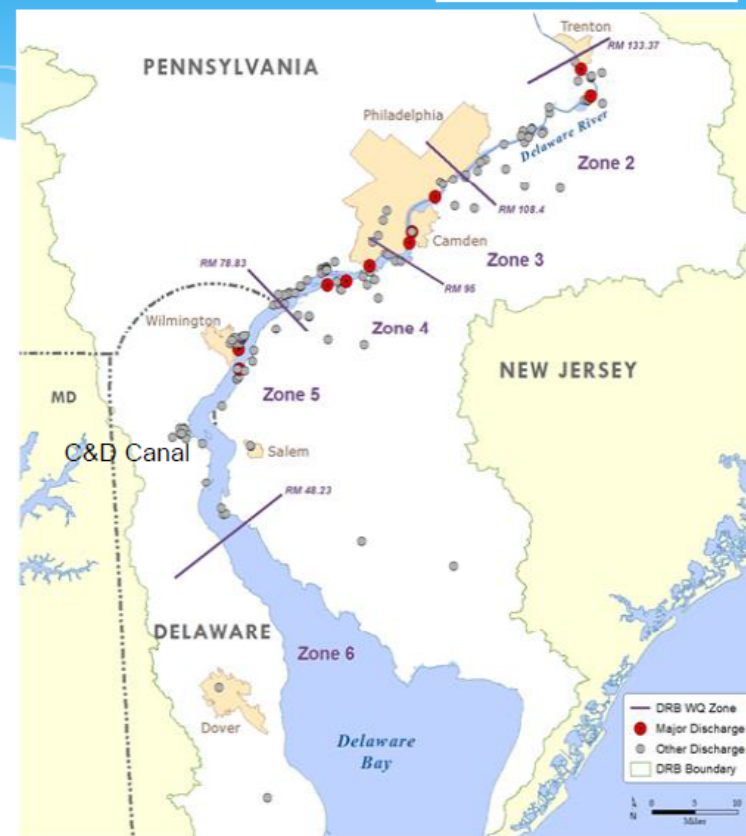 Trenton
RM 133.37
PENNSYLVANIA
Philadelphia
Delaware River
Zone 2
RM 108.4
Camden
Zone 3
RM 78.83
RM 95
Wilmington
Zone 4
NEW JERSEY
MD
Zone 5
C&D Canal
Salem
RM 48.23
DELAWARE
Zone 6
Dover
Delaware
Bay
DRB WQ Zone
Major Discharge
Other Discharge
DRB Boundary
N
0 5 10
Miles